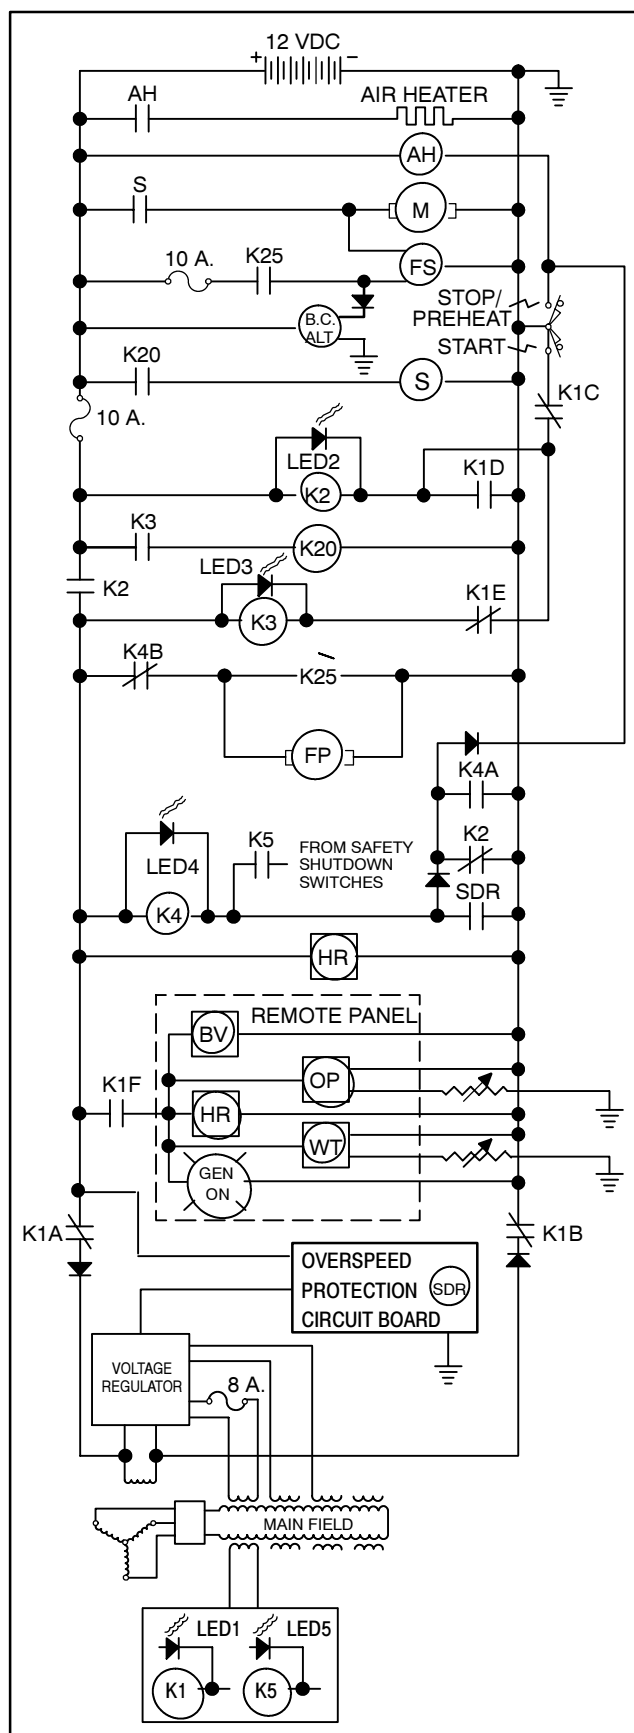 12 VDC
+ −
AH
AIR HEATER
AH
S
M
10 A.
K25
FS
STOP/
PREHEAT
B.C.
ALT
START
K20
S
K1C
10 A.
LED2
K1D
K2
K3
K20
K2
LED3
K1E
K3
K4B
K25
FP
K4A
K5
FROM SAFETY
SHUTDOWN
SWITCHES
K2
LED4
SDR
K4
HR
REMOTE PANEL
BV
OP
K1F
HR
WT
GEN
ON
K1A
K1B
OVERSPEED
PROTECTION
CIRCUIT BOARD
SDR
VOLTAGE
REGULATOR
8 A.
MAIN FIELD
LED1
LED5
K1
K5